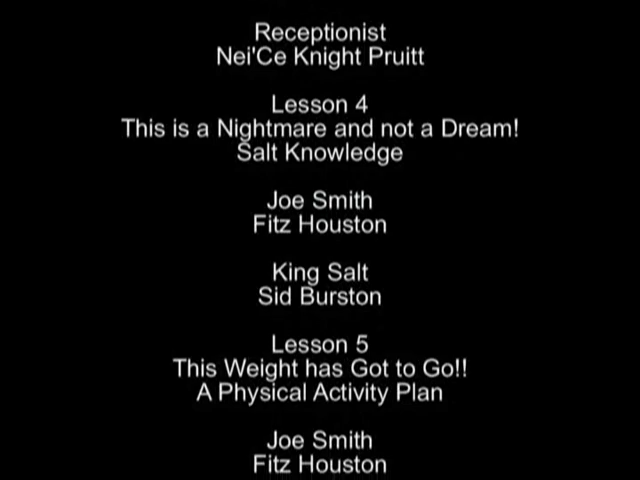 Receptionist
Nei'Ce Knight Pruitt
Lesson 4
This is a Nightmare and not a Dream!
Salt Knowledge
Joe Smith
Fitz Houston
King Salt
Sid Burston
Lesson 5
This Weight has Got to Go!!
A Physical Activity Plan
Joe Smith
Fitz Houston